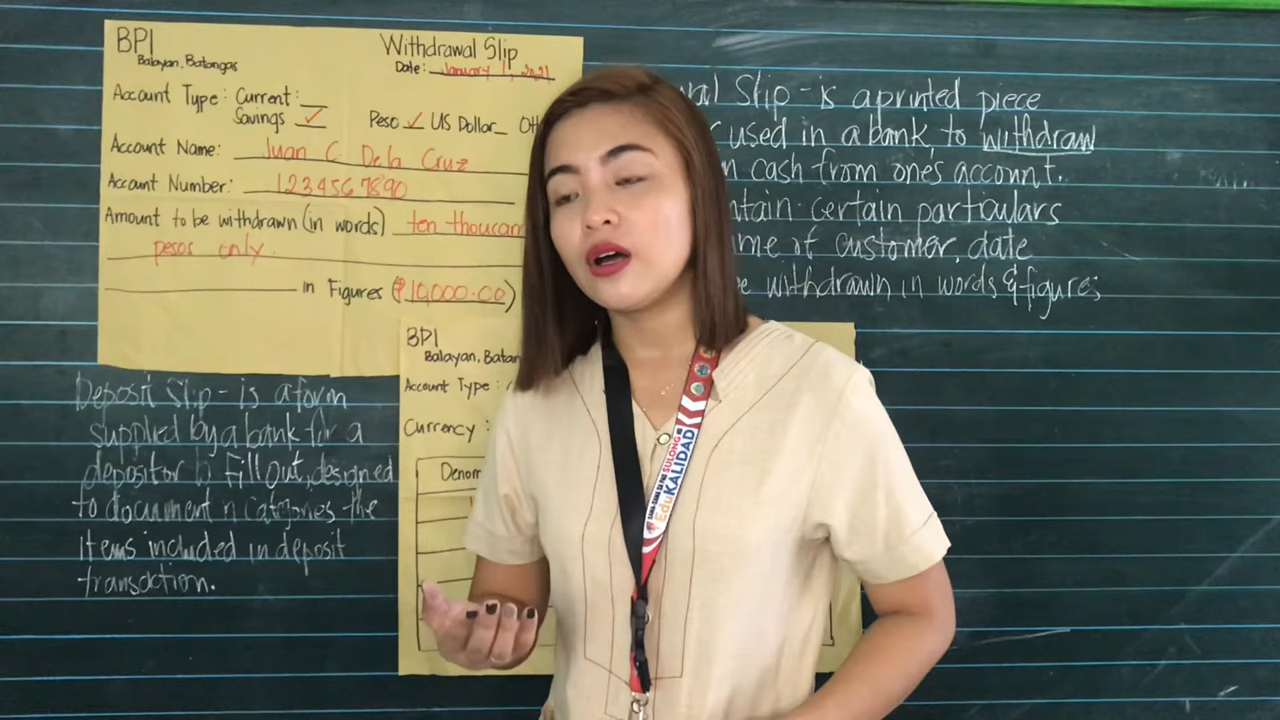 BPI
Balayan, Batangas
Withdrawal Slip
Date: January 1, 2021
Account Type: Current:
Savings ✓
Peso ✓ US Dollar
Account Name: Juan C. Dela Cruz
Account Number: 1234567890
Amount to be withdrawn (in words) ten
pesos only
in Figures (₱10,000.00)
Slip - is a printed piece
used in a bank to withdraw
cash from one's account.
certain particulars
of customer, date
withdrawn in words & figures
Deposit Slip - is a form
supplied by a bank for a
depositor to fill out, designed
to document n categories the
items included in deposit
transaction.
BPI
Balayan,
Account Type:
Currency:
SULONG
EduKALIDAD